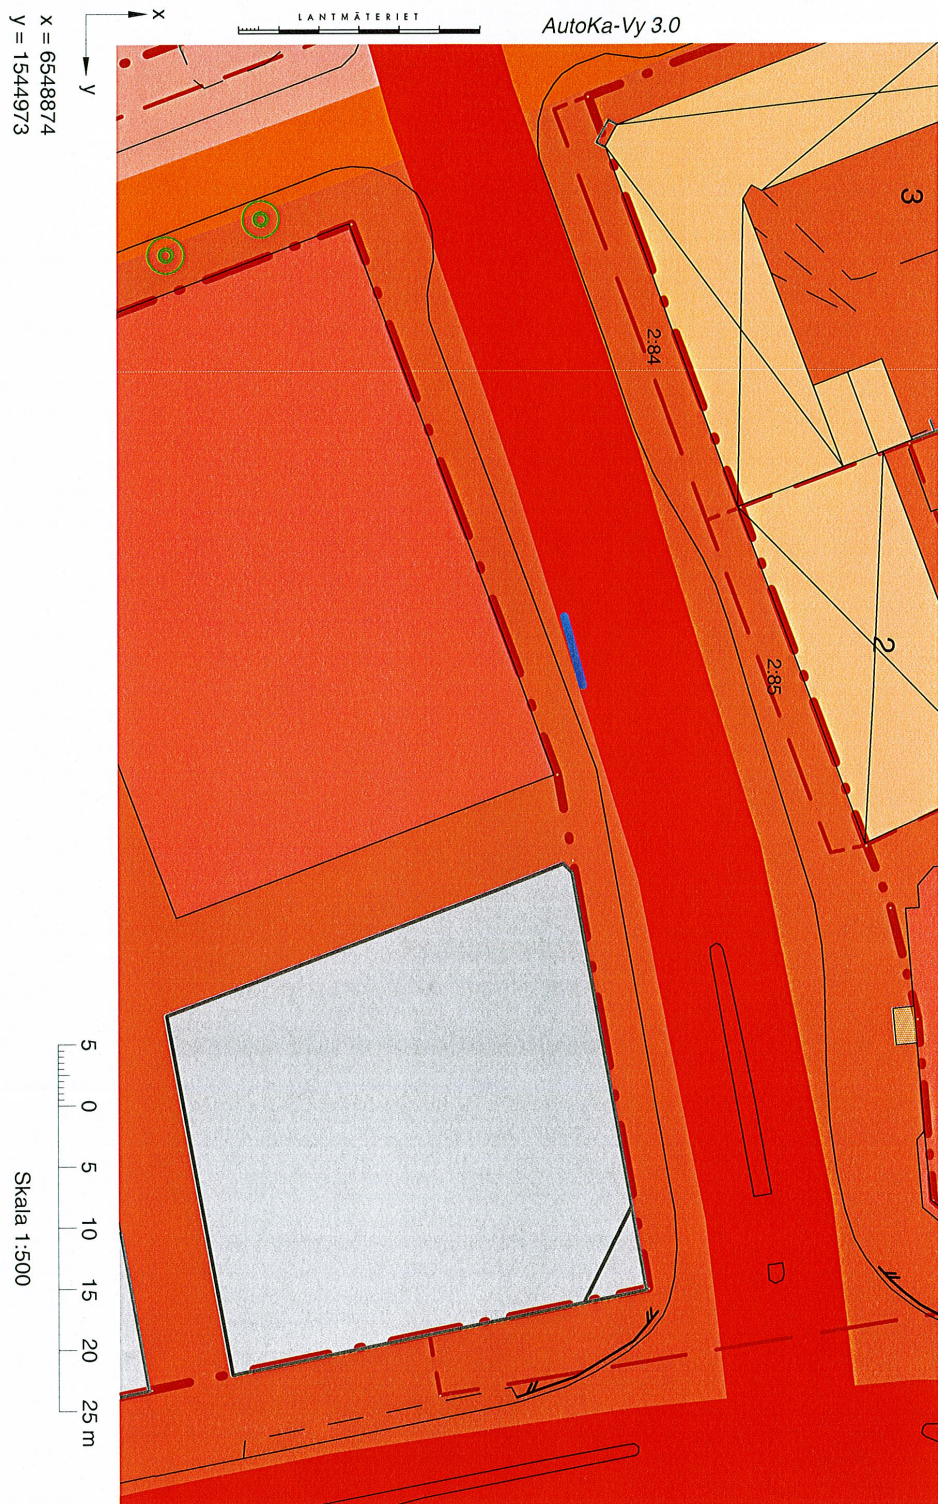 LANTMÄTERIET
AutoKa-Vy 3.0
x
y
x = 6548874
y = 1544973
3
2:84
2
2:85
5 0 5 10 15 20 25 m
Skala 1:500